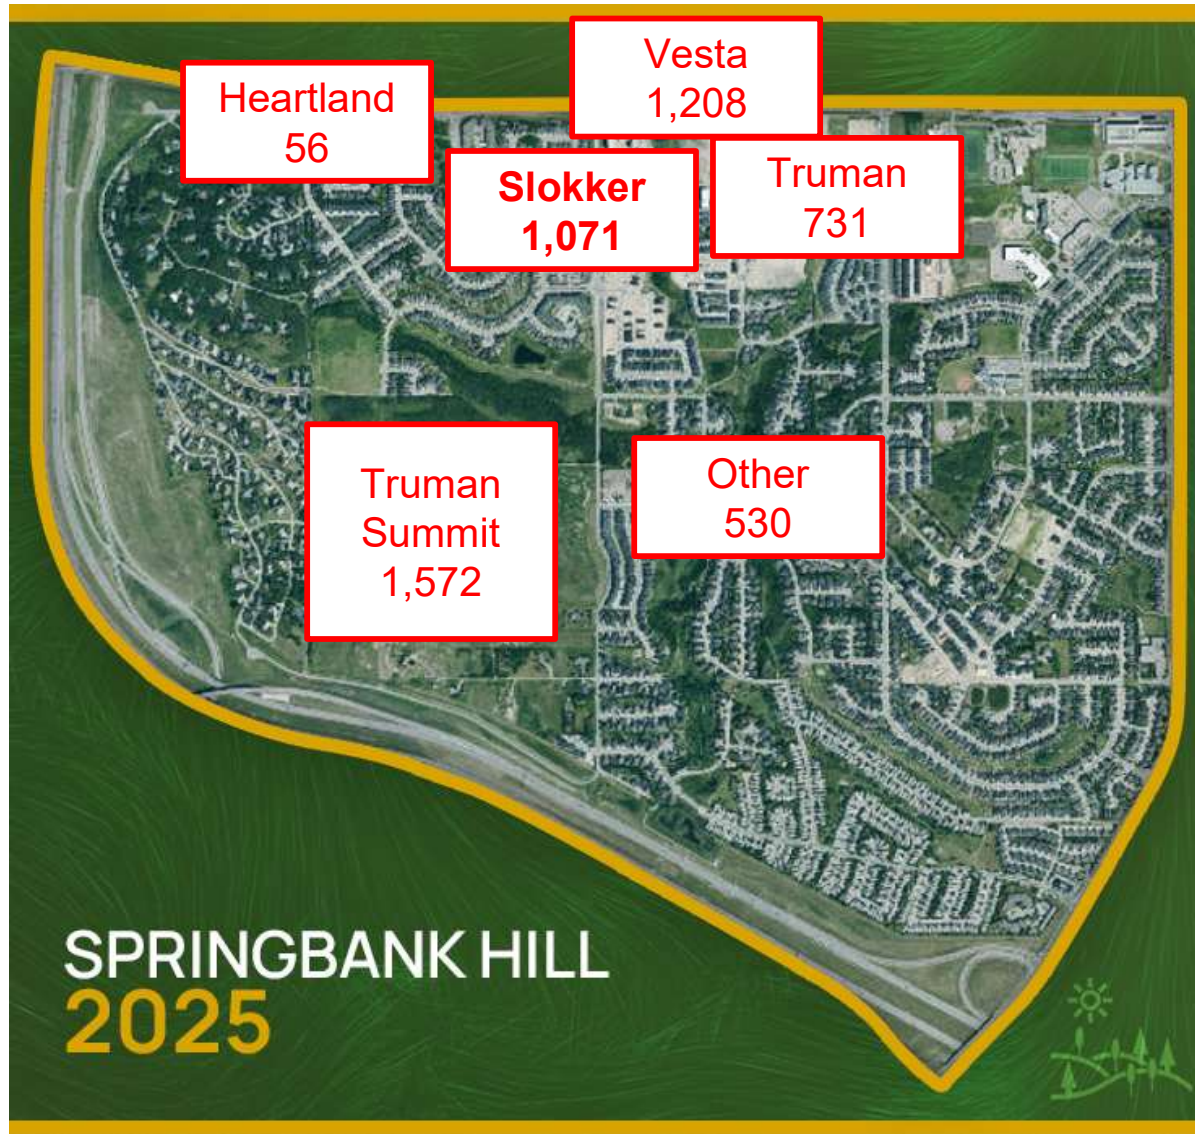 Vesta
1,208
Heartland
56
Slokker
1,071
Truman
731
Truman
Summit
1,572
Other
530
SPRINGBANK HILL
2025